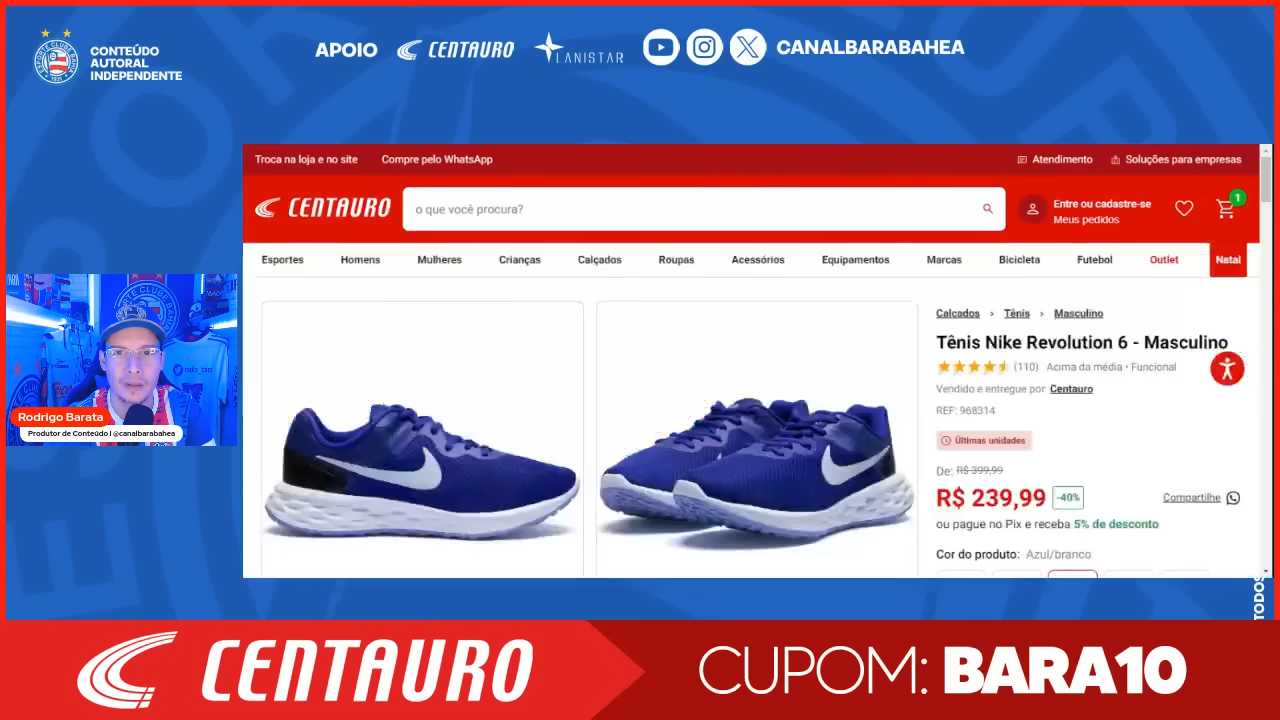 CONTEÚDO
AUTORAL
INDEPENDENTE
APOIO
CENTAURO
LANISTAR
CANALBARABAHEA
Troca na loja e no site
Compre pelo WhatsApp
Atendimento
Soluções para empresas
CENTAURO
o que você procura?
Entre ou cadastre-se
Meus pedidos
1
Esportes
Homens
Mulheres
Crianças
Calçados
Roupas
Acessórios
Equipamentos
Marcas
Bicicleta
Futebol
Outlet
Natal
Calçados > Tênis > Masculino
Tênis Nike Revolution 6 - Masculino
(110) Acima da média • Funcional
Vendido e entregue por Centauro
REF: 968314
Últimas unidades
De: R$ 399,99
R$ 239,99 -40%
Compartilhe
ou pague no Pix e receba 5% de desconto
Cor do produto: Azul/branco
Rodrigo Barata
Produtor de Conteúdo | @canalbarabahea
TODOS
CENTAURO
CUPOM: BARA10